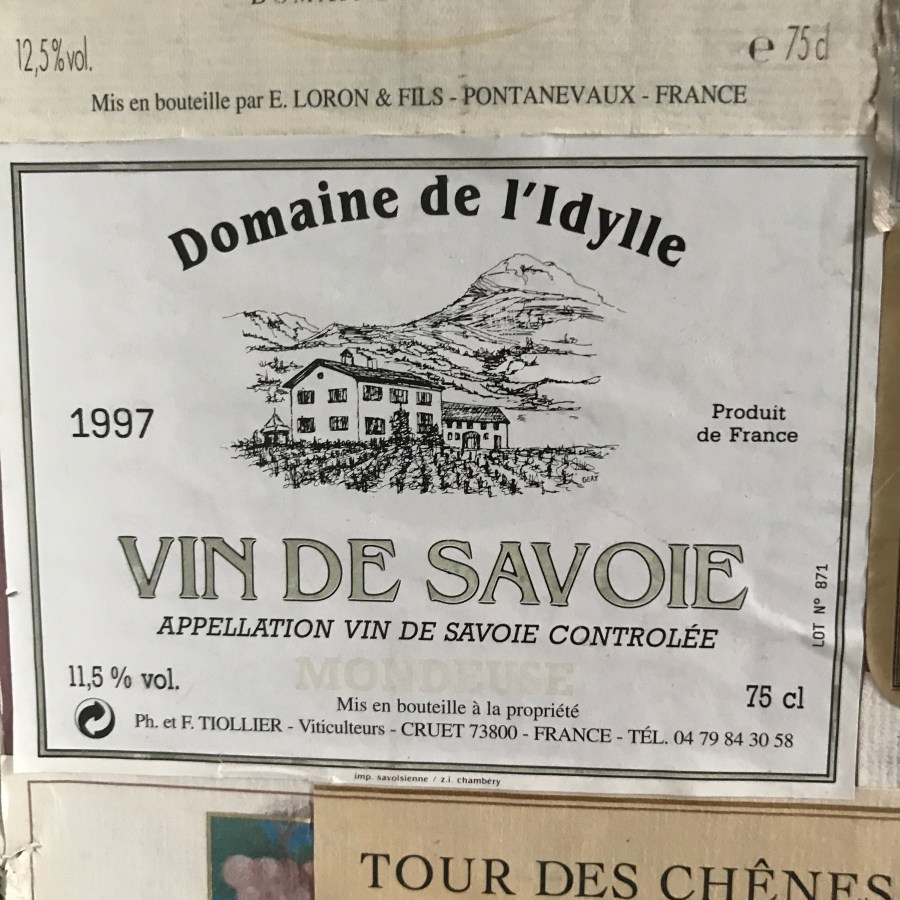 12,5%vol.
e 75cl
Mis en bouteille par E. LORON & FILS - PONTANEVAUX - FRANCE
Domaine de l'Idylle
1997
Produit
de France
VIN DE SAVOIE
APPELLATION VIN DE SAVOIE CONTROLÉE
LOT N° 871
MONDEUSE
11,5 % vol.
75 cl
Mis en bouteille à la propriété
Ph. et F. TIOLLIER - Viticulteurs - CRUET 73800 - FRANCE - TÉL. 04 79 84 30 58
imp. savoisienne / z.i. chambéry
TOUR DES CHÊNES